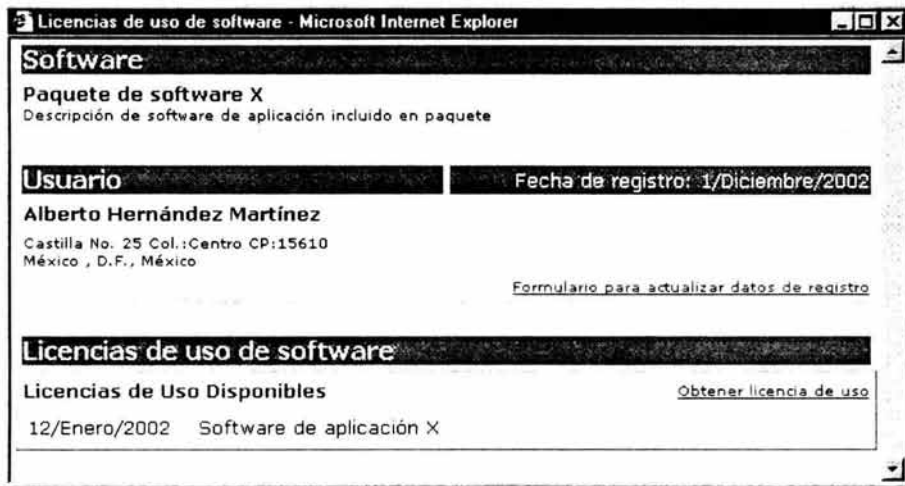 Licencias de uso de software - Microsoft Internet Explorer
Software
Paquete de software X
Descripción de software de aplicación incluido en paquete
Usuario
Fecha de registro: 1/Diciembre/2002
Alberto Hernández Martínez
Castilla No. 25 Col.:Centro CP:15610
México , D.F., México
Formulario para actualizar datos de registro
Licencias de uso de software
Licencias de Uso Disponibles
Obtener licencia de uso
12/Enero/2002 Software de aplicación X